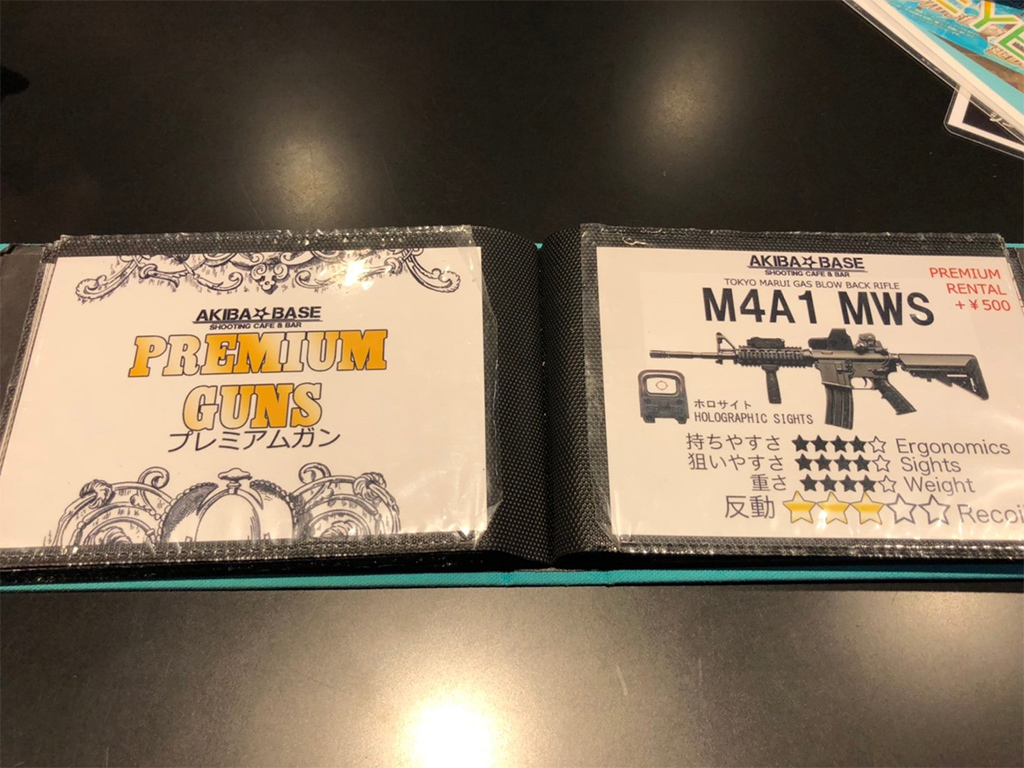 AKIBA☆BASE
SHOOTING CAFE & BAR
PREMIUM
GUNS
プレミアムガン
AKIBA☆BASE
SHOOTING CAFE & BAR
TOKYO MARUI GAS BLOW BACK RIFLE
M4A1 MWS
PREMIUM
RENTAL
+¥500
ホロサイト
HOLOGRAPHIC SIGHTS
持ちやすさ ★★★★☆ Ergonomics
狙いやすさ ★★★★☆ Sights
重さ ★★★★☆ Weight
反動 ★★★☆☆ Recoi